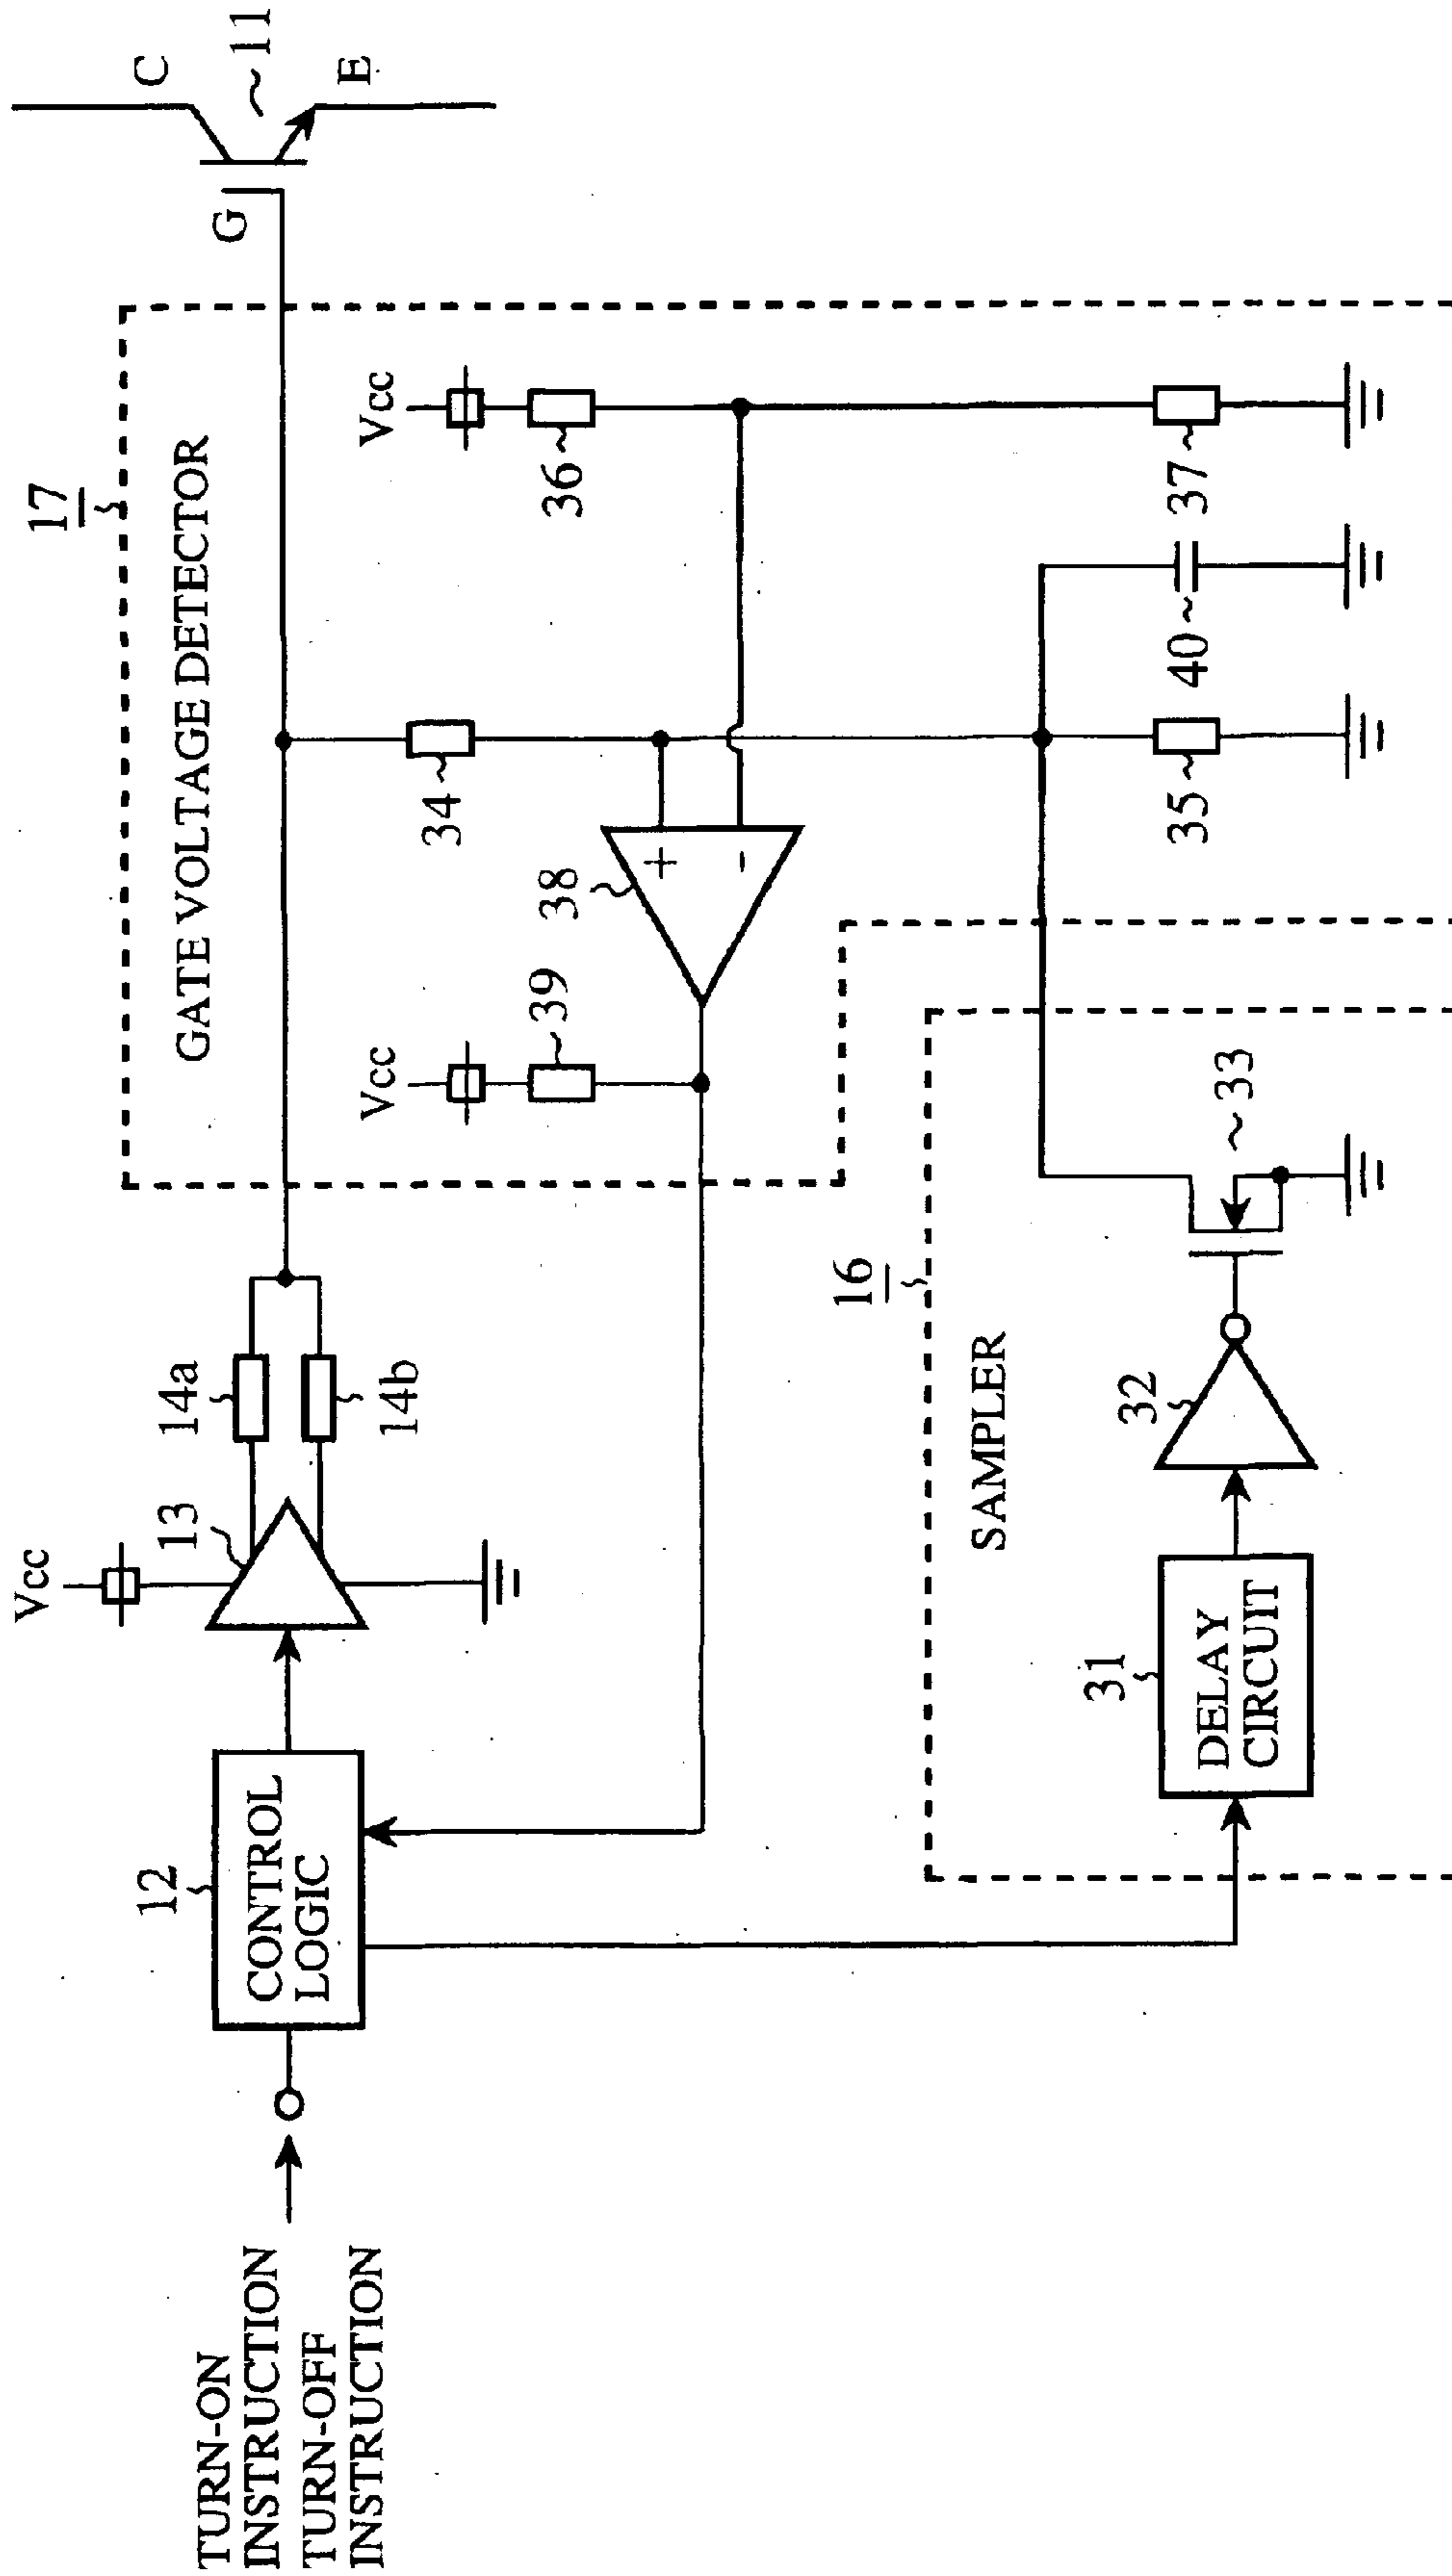 TURN-ON
INSTRUCTION
TURN-OFF
INSTRUCTION
12
CONTROL
LOGIC
Vcc
13
14a
14b
17
GATE VOLTAGE DETECTOR
G
C
11
E
Vcc
39
38
+
-
34
Vcc
36
16
SAMPLER
31
DELAY
CIRCUIT
32
33
35
40
37